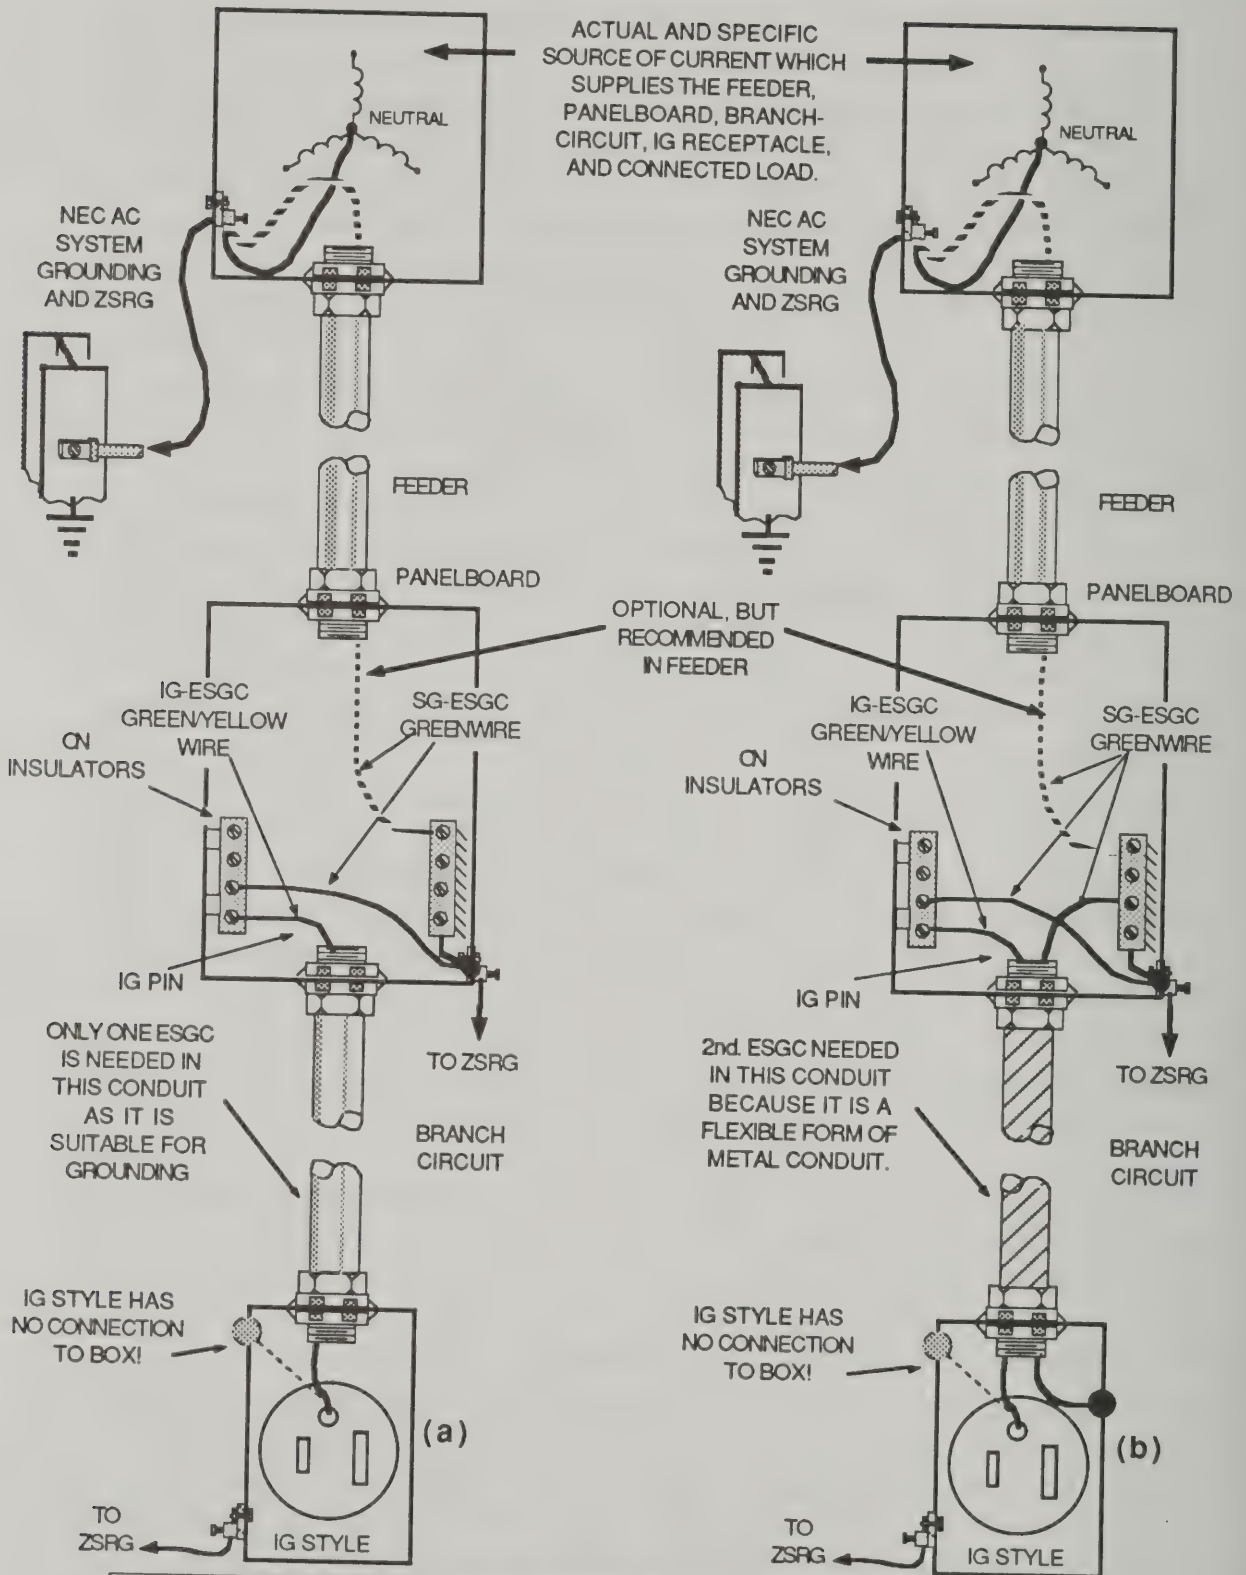 ACTUAL AND SPECIFIC
SOURCE OF CURRENT WHICH
SUPPLIES THE FEEDER,
PANELBOARD, BRANCH-
CIRCUIT, IG RECEPTACLE,
AND CONNECTED LOAD.
NEUTRAL
NEC AC
SYSTEM
GROUNDING
AND ZSRG
FEEDER
PANELBOARD
OPTIONAL, BUT
RECOMMENDED
IN FEEDER
IG-ESGC
GREEN/YELLOW
WIRE
SG-ESGC
GREENWIRE
ON
INSULATORS
IG PIN
TO ZSRG
ONLY ONE ESGC
IS NEEDED IN
THIS CONDUIT
AS IT IS
SUITABLE FOR
GROUNDING
BRANCH
CIRCUIT
IG STYLE HAS
NO CONNECTION
TO BOX!
(a)
TO
ZSRG
IG STYLE
NEUTRAL
NEC AC
SYSTEM
GROUNDING
AND ZSRG
FEEDER
PANELBOARD
IG-ESGC
GREEN/YELLOW
WIRE
SG-ESGC
GREENWIRE
ON
INSULATORS
IG PIN
TO ZSRG
2nd. ESGC NEEDED
IN THIS CONDUIT
BECAUSE IT IS A
FLEXIBLE FORM OF
METAL CONDUIT.
BRANCH
CIRCUIT
IG STYLE HAS
NO CONNECTION
TO BOX!
(b)
TO
ZSRG
IG STYLE